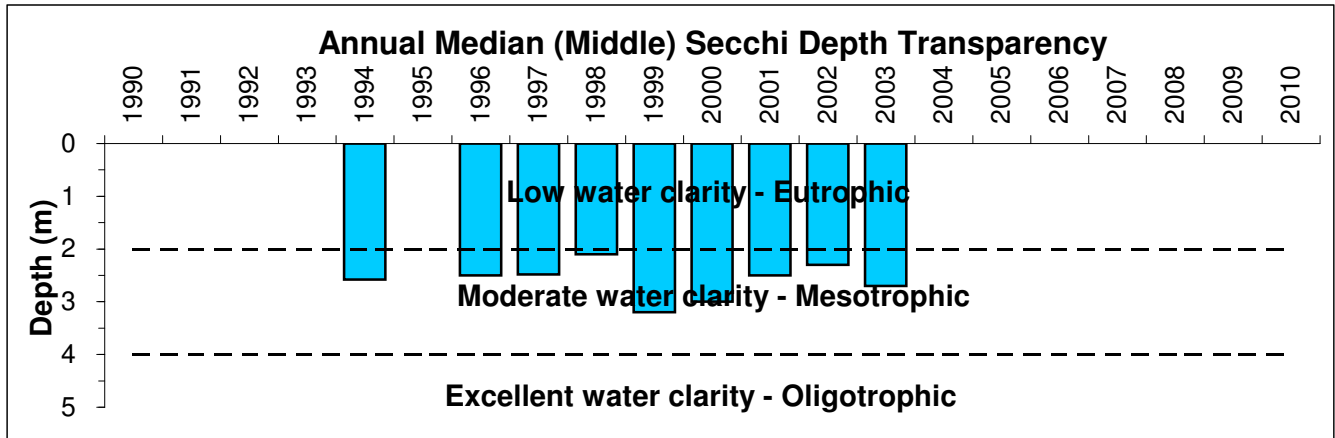 Annual Median (Middle) Secchi Depth Transparency
1990 1991 1992 1993 1994 1995 1996 1997 1998 1999 2000 2001 2002 2003 2004 2005 2006 2007 2008 2009 2010
Depth (m)
0
1
Low water clarity - Eutrophic
2
3
Moderate water clarity - Mesotrophic
4
Excellent water clarity - Oligotrophic
5